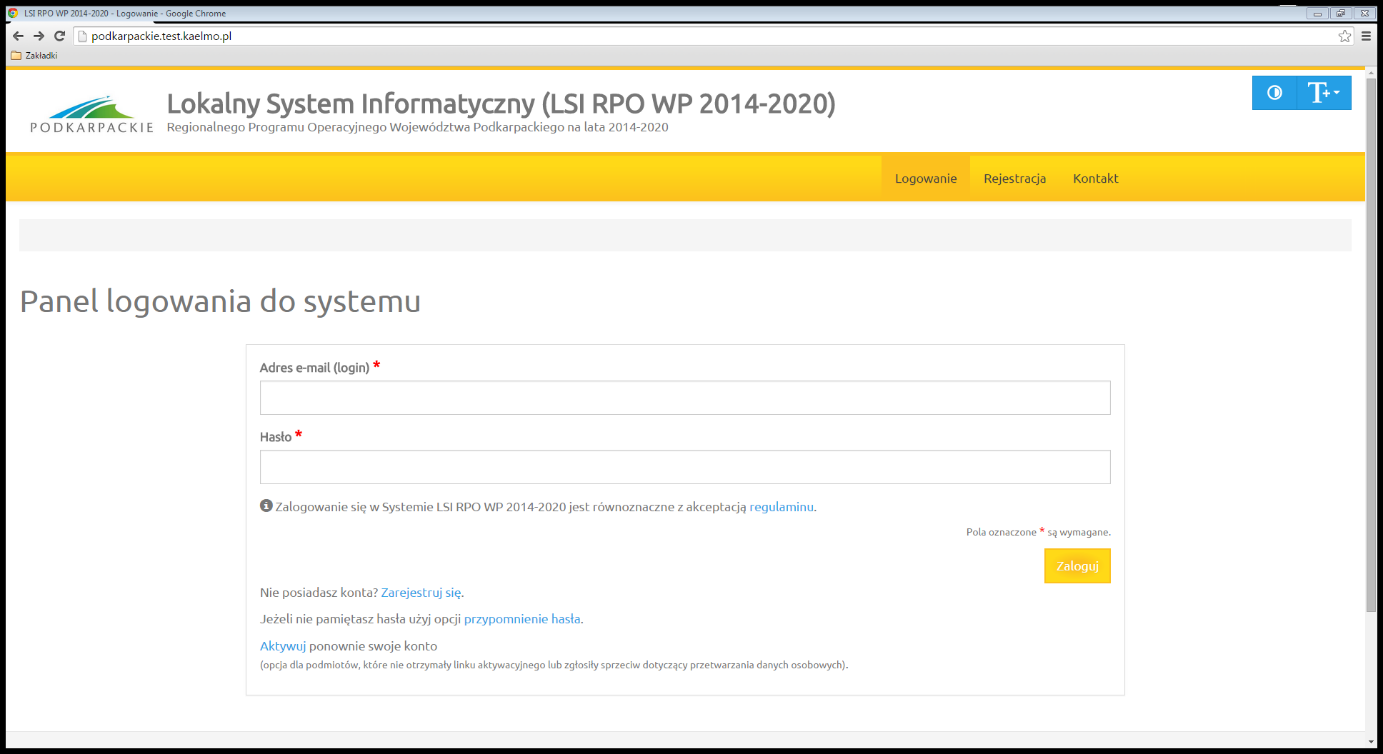 LSI RPO WP 2014-2020 - Logowanie - Google Chrome
podkarpackie.test.kaelmo.pl
Zakładki
PODKARPACKIE
Lokalny System Informatyczny (LSI RPO WP 2014-2020)
Regionalnego Programu Operacyjnego Województwa Podkarpackiego na lata 2014-2020
T+
Logowanie Rejestracja Kontakt
Panel logowania do systemu
Adres e-mail (login) *
Hasło *
Zalogowanie się w Systemie LSI RPO WP 2014-2020 jest równoznaczne z akceptacją regulaminu.
Pola oznaczone * są wymagane.
Zaloguj
Nie posiadasz konta? Zarejestruj się.
Jeżeli nie pamiętasz hasła użyj opcji przypomnienie hasła.
Aktywuj ponownie swoje konto
(opcja dla podmiotów, które nie otrzymały linku aktywacyjnego lub zgłosiły sprzeciw dotyczący przetwarzania danych osobowych).